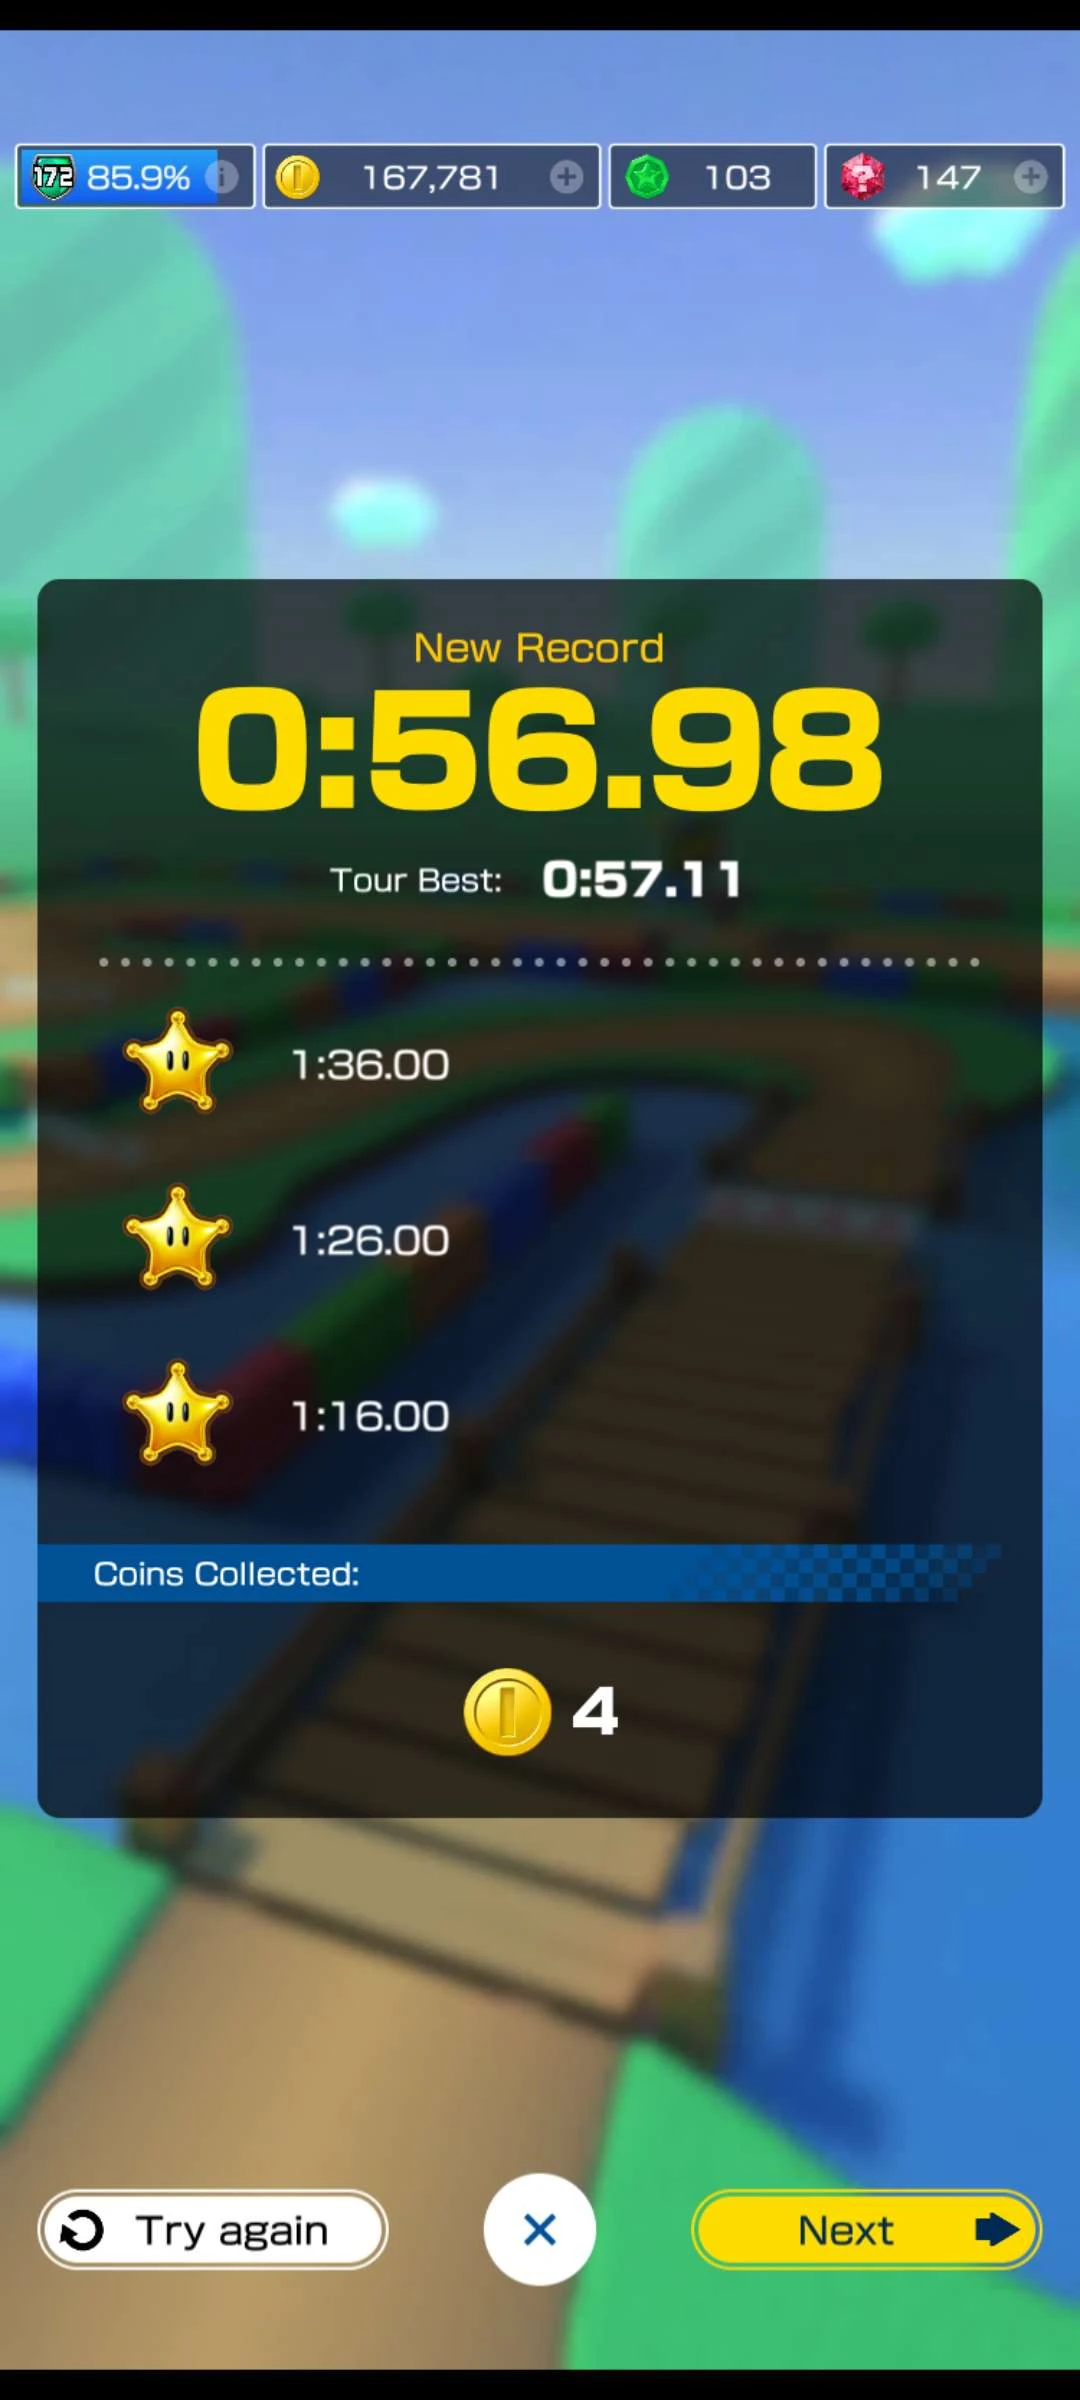 172 85.9% i 167,781 + 103 147 +
New Record
0:56.98
Tour Best: 0:57.11
1:36.00
1:26.00
1:16.00
Coins Collected:
4
Try again × Next